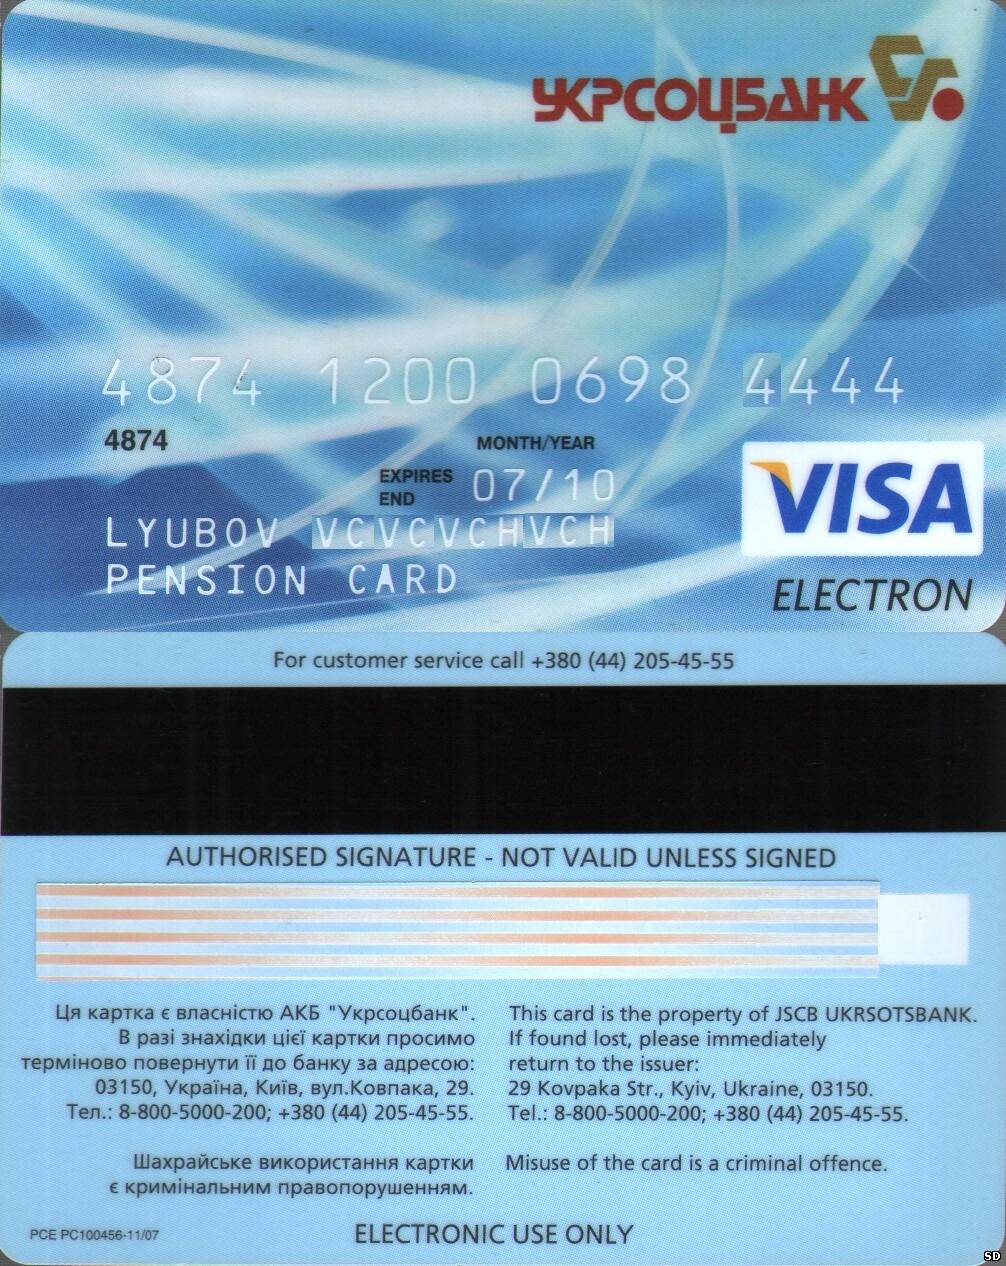 УКРСОЦБАНК
4874 1200 0698 4444
4874
MONTH/YEAR
EXPIRES END 07/10
LYUBOV VCVCVCHVCH
PENSION CARD
VISA
ELECTRON
For customer service call +380 (44) 205-45-55
AUTHORISED SIGNATURE - NOT VALID UNLESS SIGNED
Ця картка є власністю АКБ "Укрсоцбанк".
В разі знахідки цієї картки просимо
терміново повернути її до банку за адресою:
03150, Україна, Київ, вул.Ковпака, 29.
Тел.: 8-800-5000-200; +380 (44) 205-45-55.
Шахрайське використання картки
є кримінальним правопорушенням.
This card is the property of JSCB UKRSOTSBANK.
If found lost, please immediately
return to the issuer:
29 Kovpaka Str., Kyiv, Ukraine, 03150.
Tel.: 8-800-5000-200; +380 (44) 205-45-55.
Misuse of the card is a criminal offence.
PCE PC100456-11/07
ELECTRONIC USE ONLY
SD